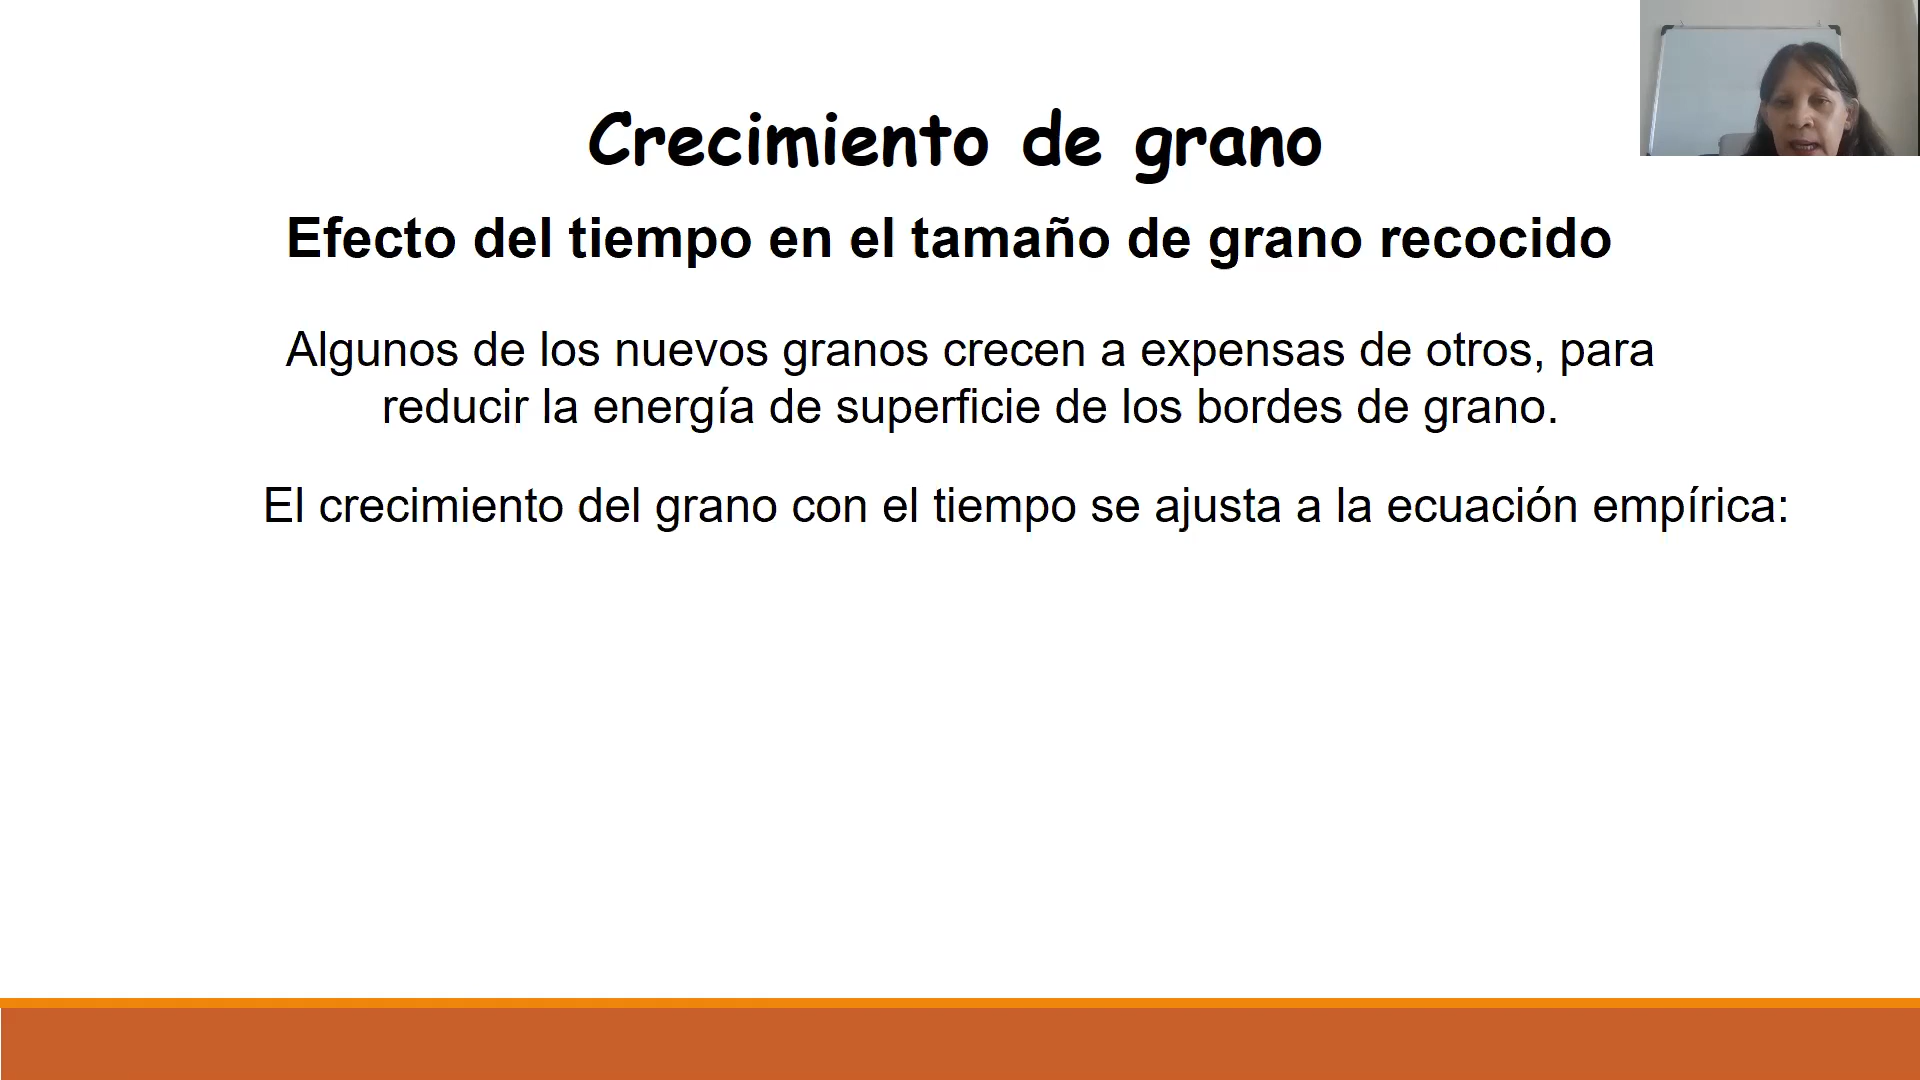 Crecimiento de grano
Efecto del tiempo en el tamaño de grano recocido
Algunos de los nuevos granos crecen a expensas de otros, para
reducir la energía de superficie de los bordes de grano.
El crecimiento del grano con el tiempo se ajusta a la ecuación empírica: